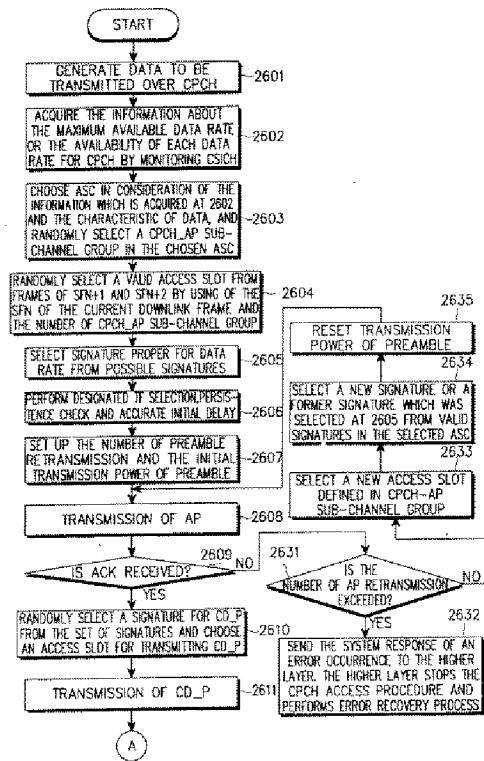 START
GENERATE DATA TO BE
TRANSMITTED OVER CPCH
2601
ACQUIRE THE INFORMATION ABOUT
THE MAXIMUM AVAILABLE DATA RATE
OR THE AVAILABILITY OF EACH DATA
RATE FOR CPCH BY MONITORING CSICH
2602
CHOOSE ASC IN CONSIDERATION OF THE
INFORMATION WHICH IS ACQUIRED AT 2602
AND THE CHARACTERISTIC OF DATA, AND
RANDOMLY SELECT A CPCH_AP SUB-
CHANNEL GROUP IN THE CHOSEN ASC
2603
RANDOMLY SELECT A VALID ACCESS SLOT FROM
FRAMES OF SFN+1 AND SFN+2 BY USING OF THE
SFN OF THE CURRENT DOWNLINK FRAME AND
THE NUMBER OF CPCH_AP SUB-CHANNEL GROUP
2604
SELECT SIGNATURE PROPER FOR DATA
RATE FROM POSSIBLE SIGNATURES
2605
PERFORM DESIGNATED TF SELECTION,PERSIS-
TENCE CHECK AND ACCURATE INITIAL DELAY
2606
SET UP THE NUMBER OF PREAMBLE
RETRANSMISSION AND THE INITIAL
TRANSMISSION POWER OF PREAMBLE
2607
TRANSMISSION OF AP
2608
2609
IS ACK RECEIVED?
NO
YES
RANDOMLY SELECT A SIGNATURE FOR CD_P
FROM THE SET OF SIGNATURES AND CHOOSE
AN ACCESS SLOT FOR TRANSMITTING CD_P
2610
TRANSMISSION OF CD_P
2611
A
2635
RESET TRANSMISSION
POWER OF PREAMBLE
2634
SELECT A NEW SIGNATURE OR A
FORMER SIGNATURE WHICH WAS
SELECTED AT 2605 FROM VALID
SIGNATURES IN THE SELECTED ASC
2633
SELECT A NEW ACCESS SLOT
DEFINED IN CPCH-AP
SUB-CHANNEL GROUP
2631
IS THE
NUMBER OF AP RETRANSMISSION
EXCEEDED?
NO
YES
2632
SEND THE SYSTEM RESPONSE OF AN
ERROR OCCURRENCE TO THE HIGHER
LAYER. THE HIGHER LAYER STOPS THE
CPCH ACCESS PROCEDURE AND
PERFORMS ERROR RECOVERY PROCESS